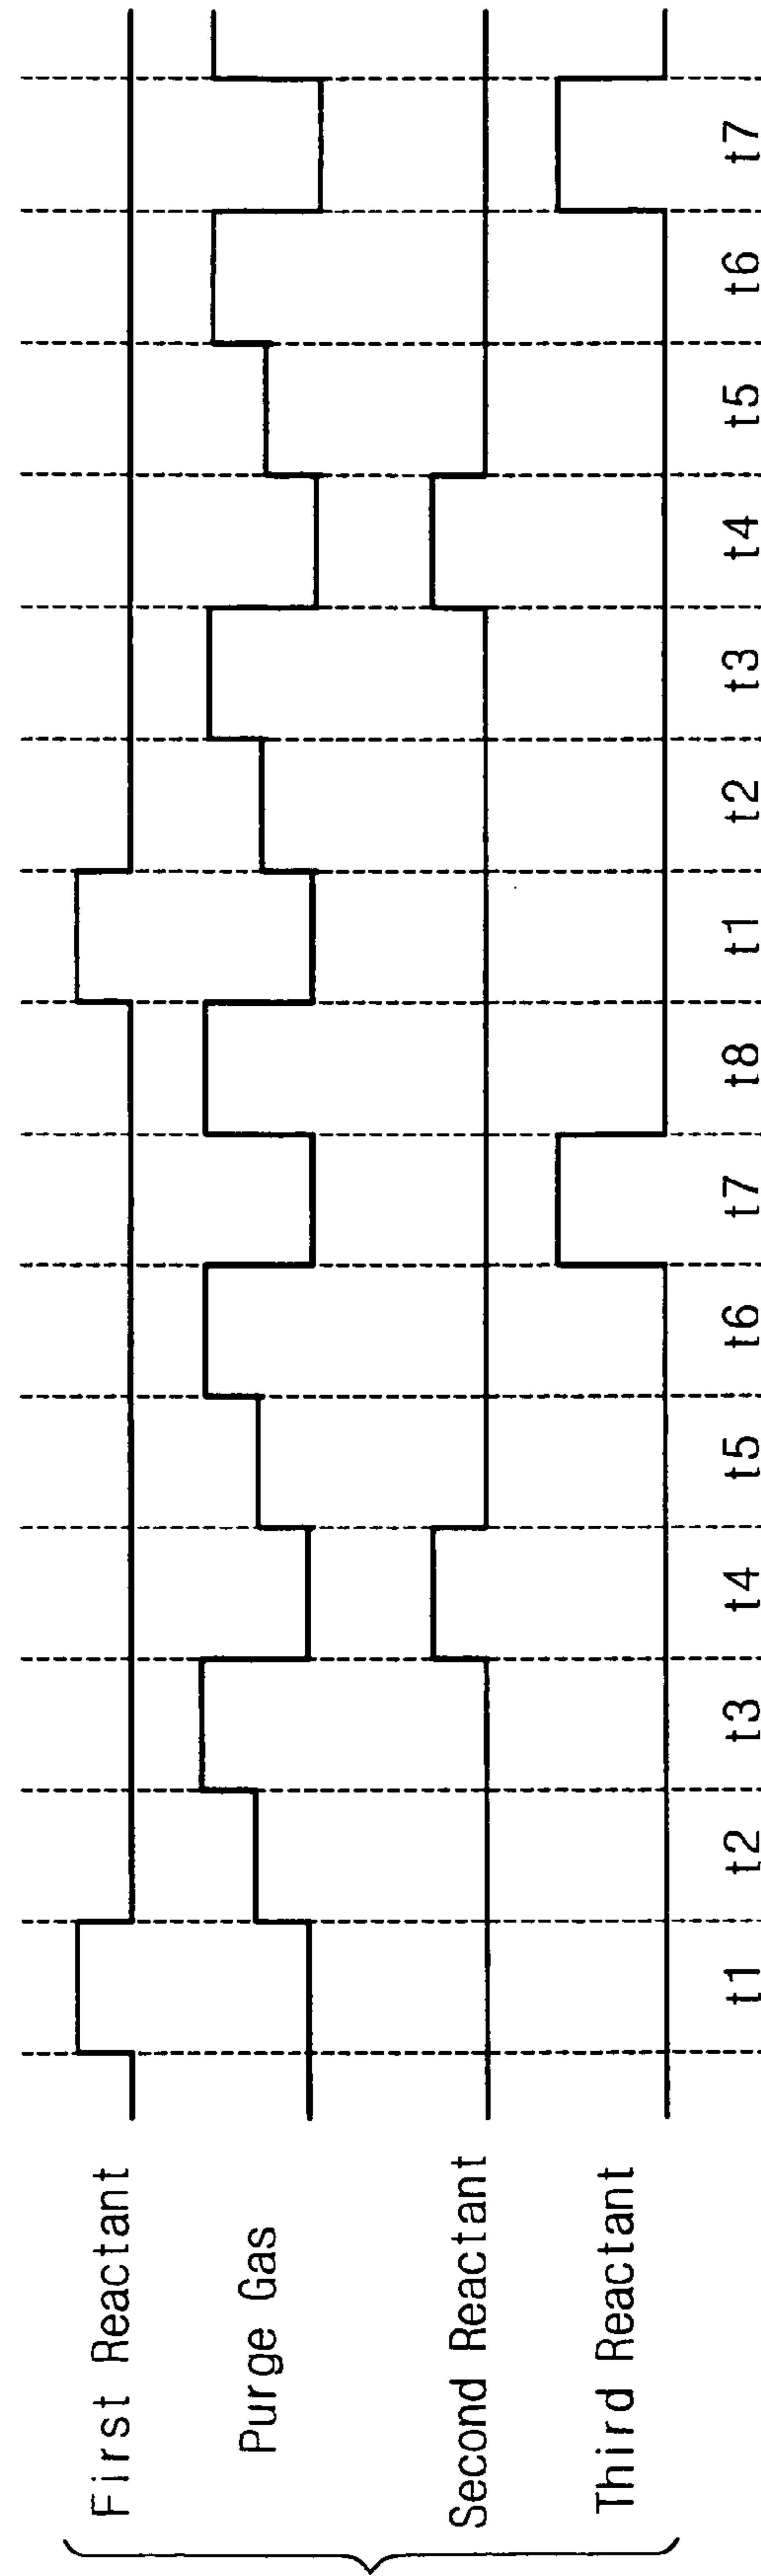 First Reactant
Purge Gas
Second Reactant
Third Reactant
t1 t2 t3 t4 t5 t6 t7 t8 t1 t2 t3 t4 t5 t6 t7